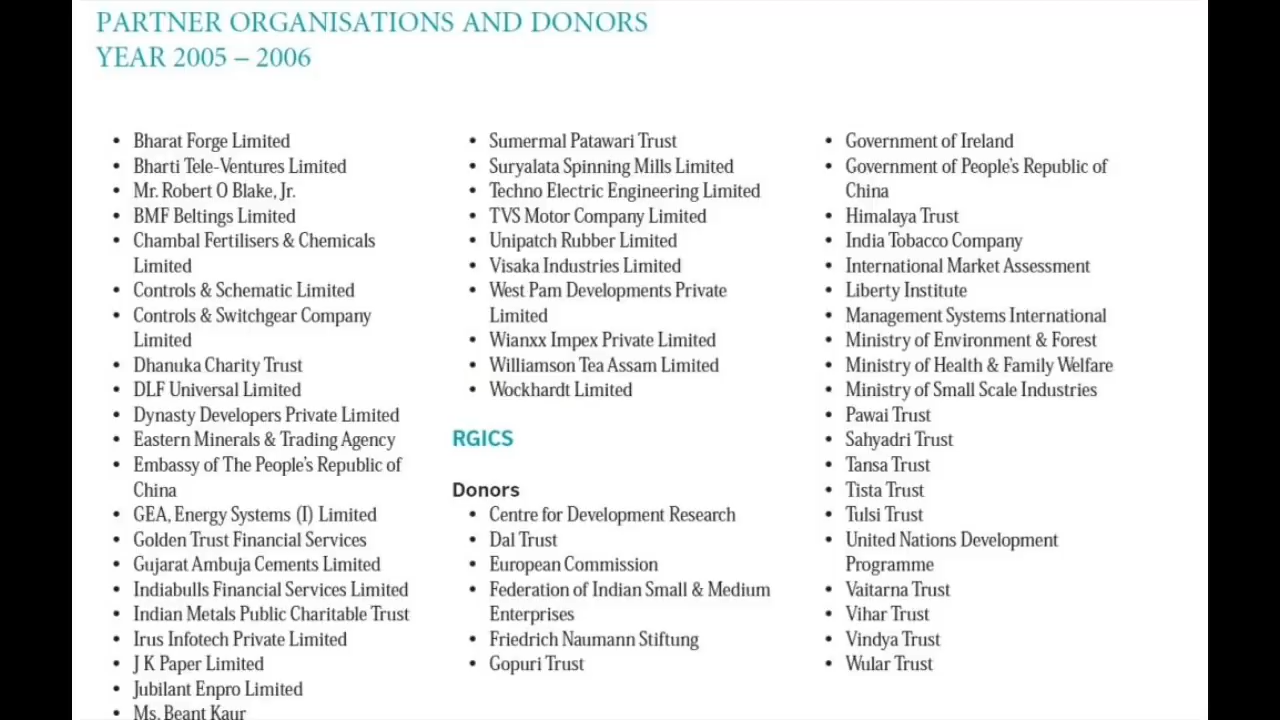 PARTNER ORGANISATIONS AND DONORS
YEAR 2005 – 2006
• Bharat Forge Limited
• Bharti Tele-Ventures Limited
• Mr. Robert O Blake, Jr.
• BMF Beltings Limited
• Chambal Fertilisers & Chemicals
Limited
• Controls & Schematic Limited
• Controls & Switchgear Company
Limited
• Dhanuka Charity Trust
• DLF Universal Limited
• Dynasty Developers Private Limited
• Eastern Minerals & Trading Agency
• Embassy of The People's Republic of
China
• GEA, Energy Systems (I) Limited
• Golden Trust Financial Services
• Gujarat Ambuja Cements Limited
• Indiabulls Financial Services Limited
• Indian Metals Public Charitable Trust
• Irus Infotech Private Limited
• J K Paper Limited
• Jubilant Enpro Limited
• Ms. Beant Kaur
• Sumermal Patawari Trust
• Suryalata Spinning Mills Limited
• Techno Electric Engineering Limited
• TVS Motor Company Limited
• Unipatch Rubber Limited
• Visaka Industries Limited
• West Pam Developments Private
Limited
• Wianxx Impex Private Limited
• Williamson Tea Assam Limited
• Wockhardt Limited
RGICS
Donors
• Centre for Development Research
• Dal Trust
• European Commission
• Federation of Indian Small & Medium
Enterprises
• Friedrich Naumann Stiftung
• Gopuri Trust
• Government of Ireland
• Government of People's Republic of
China
• Himalaya Trust
• India Tobacco Company
• International Market Assessment
• Liberty Institute
• Management Systems International
• Ministry of Environment & Forest
• Ministry of Health & Family Welfare
• Ministry of Small Scale Industries
• Pawai Trust
• Sahyadri Trust
• Tansa Trust
• Tista Trust
• Tulsi Trust
• United Nations Development
Programme
• Vaitarna Trust
• Vihar Trust
• Vindya Trust
• Wular Trust